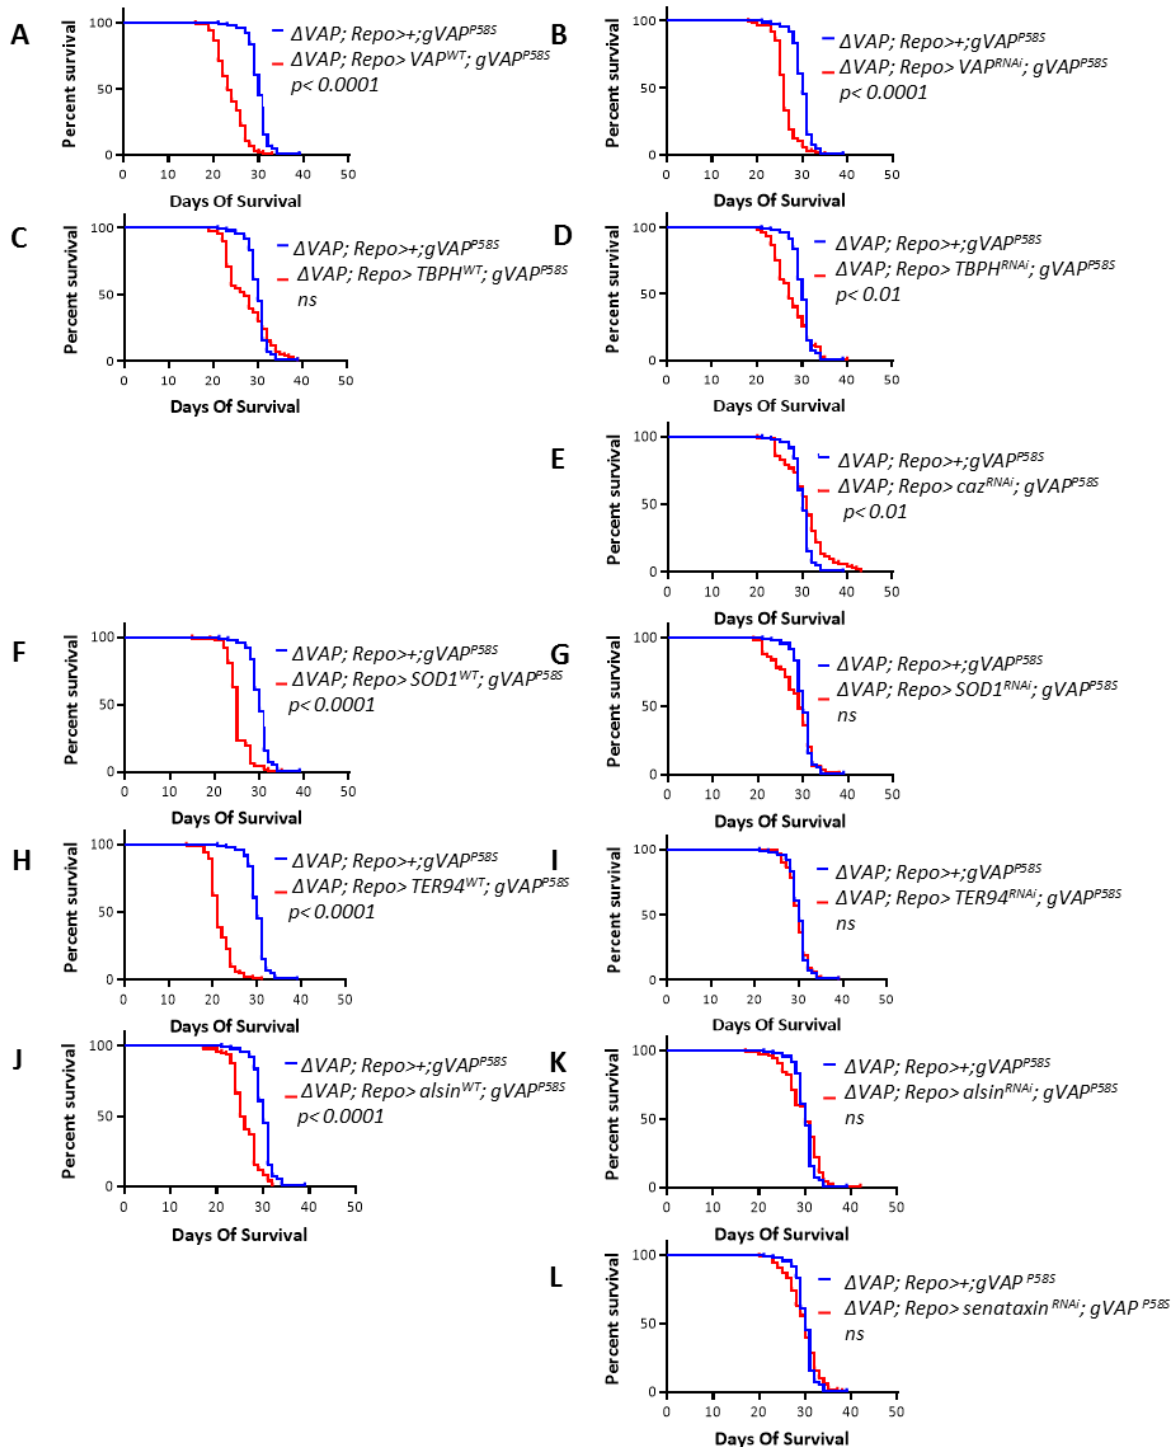 A
Percent survival
100
50
0
0 10 20 30 40 50
Days Of Survival
ΔVAP; Repo>+;gVAP^P58S
ΔVAP; Repo> VAP^WT; gVAP^P58S
p< 0.0001
B
Percent survival
100
50
0
0 10 20 30 40 50
Days Of Survival
ΔVAP; Repo>+;gVAP^P58S
ΔVAP; Repo> VAP^RNAi; gVAP^P58S
p< 0.0001
C
Percent survival
100
50
0
0 10 20 30 40 50
Days Of Survival
ΔVAP; Repo>+;gVAP^P58S
ΔVAP; Repo> TBPH^WT; gVAP^P58S
ns
D
Percent survival
100
50
0
0 10 20 30 40 50
Days Of Survival
ΔVAP; Repo>+;gVAP^P58S
ΔVAP; Repo> TBPH^RNAi; gVAP^P58S
p< 0.01
E
Percent survival
100
50
0
0 10 20 30 40 50
Days Of Survival
ΔVAP; Repo>+;gVAP^P58S
ΔVAP; Repo> caz^RNAi; gVAP^P58S
p< 0.01
F
Percent survival
100
50
0
0 10 20 30 40 50
Days Of Survival
ΔVAP; Repo>+;gVAP^P58S
ΔVAP; Repo> SOD1^WT; gVAP^P58S
p< 0.0001
G
Percent survival
100
50
0
0 10 20 30 40 50
Days Of Survival
ΔVAP; Repo>+;gVAP^P58S
ΔVAP; Repo> SOD1^RNAi; gVAP^P58S
ns
H
Percent survival
100
50
0
0 10 20 30 40 50
Days Of Survival
ΔVAP; Repo>+;gVAP^P58S
ΔVAP; Repo> TER94^WT; gVAP^P58S
p< 0.0001
I
Percent survival
100
50
0
0 10 20 30 40 50
Days Of Survival
ΔVAP; Repo>+;gVAP^P58S
ΔVAP; Repo> TER94^RNAi; gVAP^P58S
ns
J
Percent survival
100
50
0
0 10 20 30 40 50
Days Of Survival
ΔVAP; Repo>+;gVAP^P58S
ΔVAP; Repo> alsin^WT; gVAP^P58S
p< 0.0001
K
Percent survival
100
50
0
0 10 20 30 40 50
Days Of Survival
ΔVAP; Repo>+;gVAP^P58S
ΔVAP; Repo> alsin^RNAi; gVAP^P58S
ns
L
Percent survival
100
50
0
0 10 20 30 40 50
Days Of Survival
ΔVAP; Repo>+;gVAP^P58S
ΔVAP; Repo> senataxin^RNAi; gVAP^P58S
ns